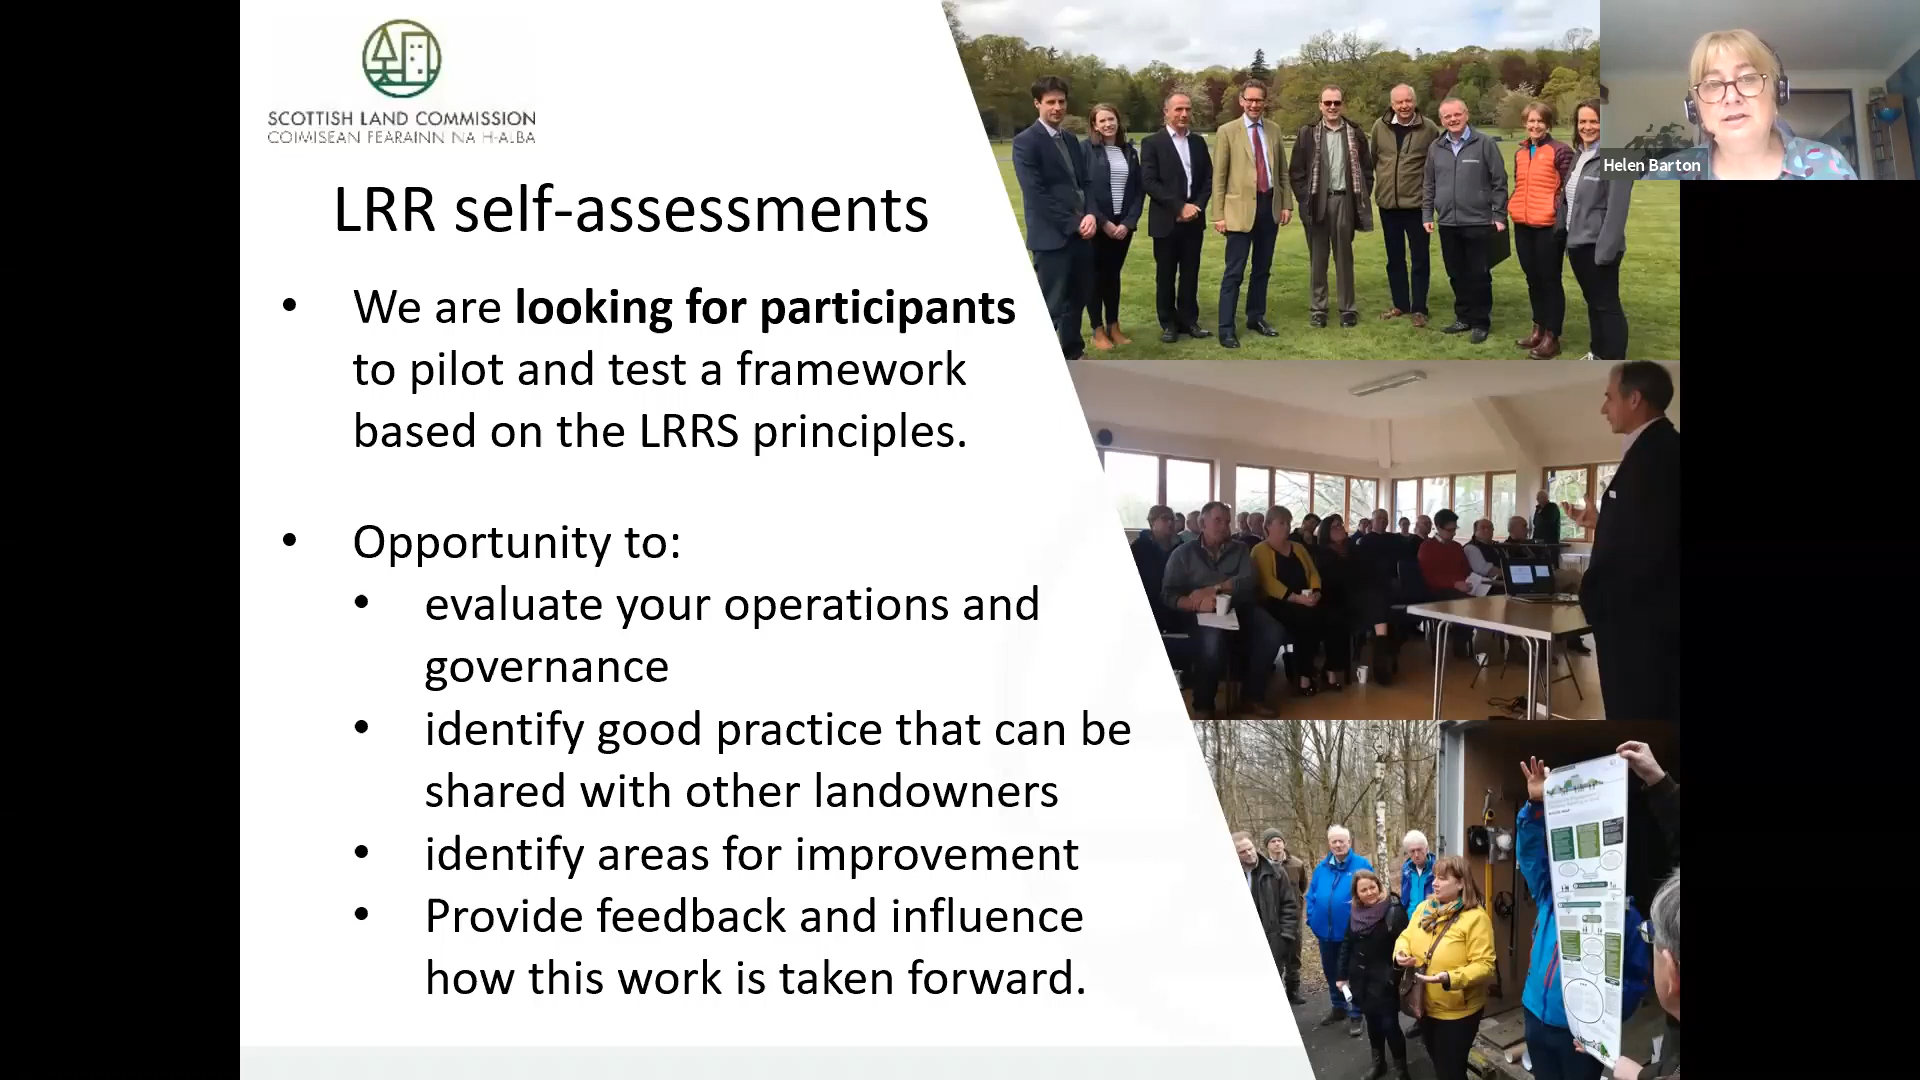 SCOTTISH LAND COMMISSION
COIMISEAN FEARAINN NA H-ALBA
LRR self-assessments
• We are looking for participants
to pilot and test a framework
based on the LRRS principles.
• Opportunity to:
• evaluate your operations and
governance
• identify good practice that can be
shared with other landowners
• identify areas for improvement
• Provide feedback and influence
how this work is taken forward.
Helen Barton